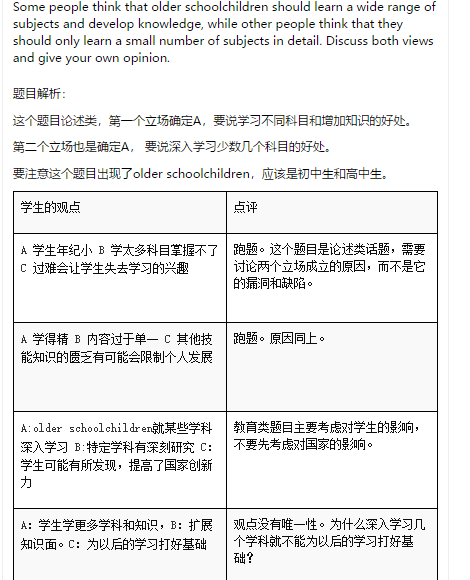 Some people think that older schoolchildren should learn a wide range of
subjects and develop knowledge, while other people think that they
should only learn a small number of subjects in detail. Discuss both views
and give your own opinion.
题目解析：
这个题目论述类，第一个立场确定A，要说学习不同科目和增加知识的好处。
第二个立场也是确定A， 要说深入学习少数几个科目的好处。
要注意这个题目出现了older schoolchildren，应该是初中生和高中生。
学生的观点
点评
A 学生年纪小 B 学太多科目掌握不了
C 过难会让学生失去学习的兴趣
跑题。这个题目是论述类话题，需要
讨论两个立场成立的原因，而不是它
的漏洞和缺陷。
A 学得精 B 内容过于单一 C 其他技
能知识的匮乏有可能会限制个人发展
跑题。原因同上。
A:older schoolchildren就某些学科
深入学习 B:特定学科有深刻研究 C：
学生可能有所发现，提高了国家创新
力
教育类题目主要考虑对学生的影响，
不要先考虑对国家的影响。
A：学生学更多学科和知识，B：扩展
知识面。C：为以后的学习打好基础
观点没有唯一性。为什么深入学习几
个学科就不能为以后的学习打好基
础？